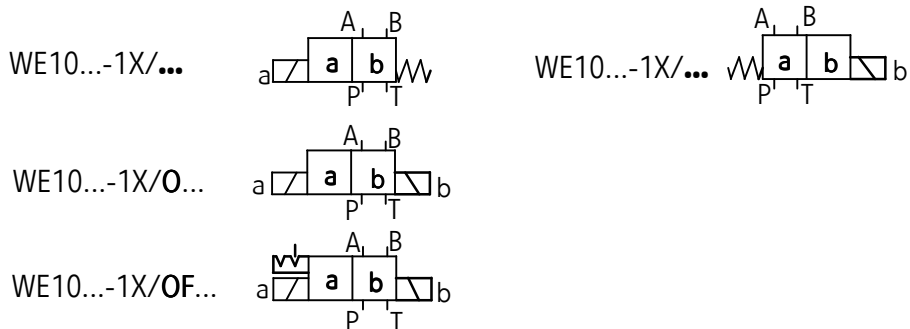 A B
WE10...-1X/... a a b
P T
A B
WE10...-1X/... a b b
P T
A B
WE10...-1X/O... a a b b
P T
A B
WE10...-1X/OF... a a b b
P T